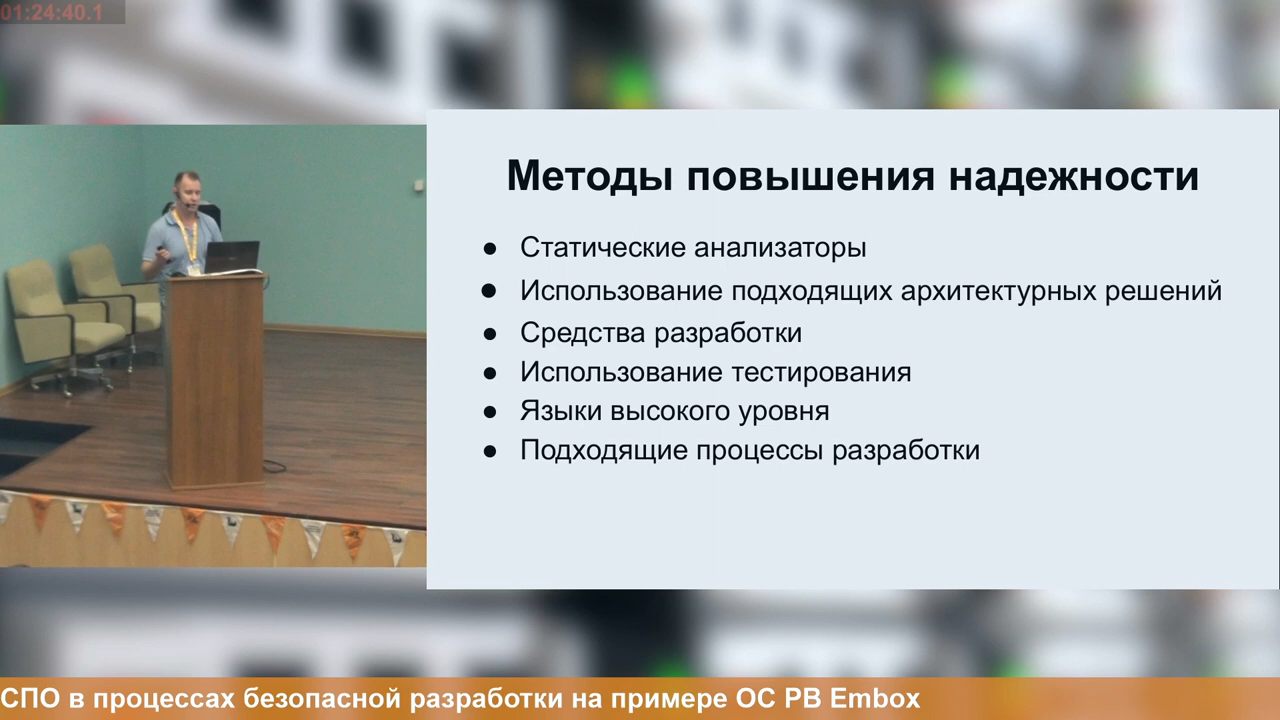 01:24:40.1
Методы повышения надежности
● Статические анализаторы
● Использование подходящих архитектурных решений
● Средства разработки
● Использование тестирования
● Языки высокого уровня
● Подходящие процессы разработки
СПО в процессах безопасной разработки на примере ОС РВ Embox